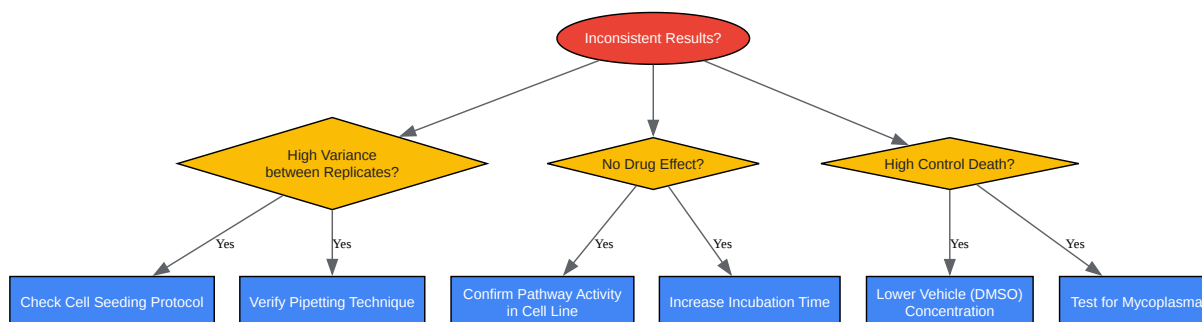 Inconsistent Results?
High Variance
between Replicates?
No Drug Effect?
High Control Death?
Yes
Yes
Yes
Yes
Yes
Yes
Check Cell Seeding Protocol
Verify Pipetting Technique
Confirm Pathway Activity
in Cell Line
Increase Incubation Time
Lower Vehicle (DMSO)
Concentration
Test for Mycoplasma